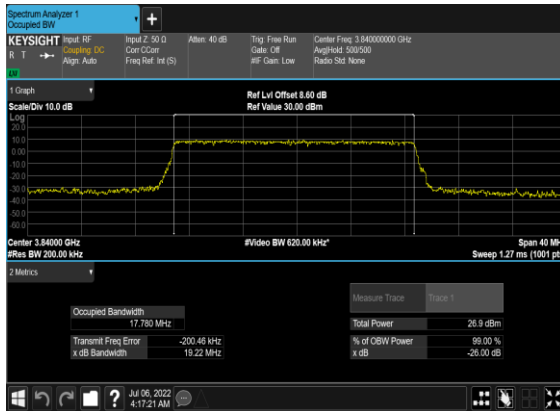 Spectrum Analyzer 1
Occupied BW
KEYSIGHT Input: RF Input Z: 50 Ω Atten: 40 dB Trig: Free Run Center Freq: 3.840000000 GHz
R T Coupling: DC Corr CCorr Gate: Off Avg|Hold: 500/500
Align: Auto Freq Ref: Int (S) #IF Gain: Low Radio Std: None
1 Graph
Scale/Div 10.0 dB
Ref Lvl Offset 8.60 dB
Ref Value 30.00 dBm
Log
20.0
10.0
0.00
-10.0
-20.0
-30.0
-40.0
-50.0
-60.0
Center 3.84000 GHz #Video BW 620.00 kHz* Span 40 MH
#Res BW 200.00 kHz Sweep 1.27 ms (1001 pt
2 Metrics
Measure Trace Trace 1
Occupied Bandwidth
17.780 MHz
Total Power 26.9 dBm
Transmit Freq Error -200.46 kHz
% of OBW Power 99.00 %
x dB Bandwidth 19.22 MHz
x dB -26.00 dB
? Jul 06, 2022
4:17:21 AM